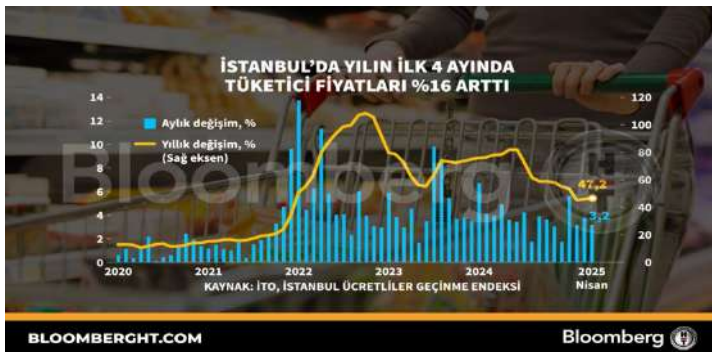 İSTANBUL'DA YILIN İLK 4 AYINDA
TÜKETİCİ FİYATLARI %16 ARTTI
14
12
10
8
6
4
2
0
Aylık değişim, %
Yıllık değişim, %
(Sağ eksen)
120
100
80
60
40
20
0
Bloomberg
47,2
3,2
2020
2021
2022
2023
2024
2025
Nisan
KAYNAK: İTO, İSTANBUL ÜCRETLİLER GEÇİNME ENDEKSİ
BLOOMBERGHT.COM
Bloomberg HT